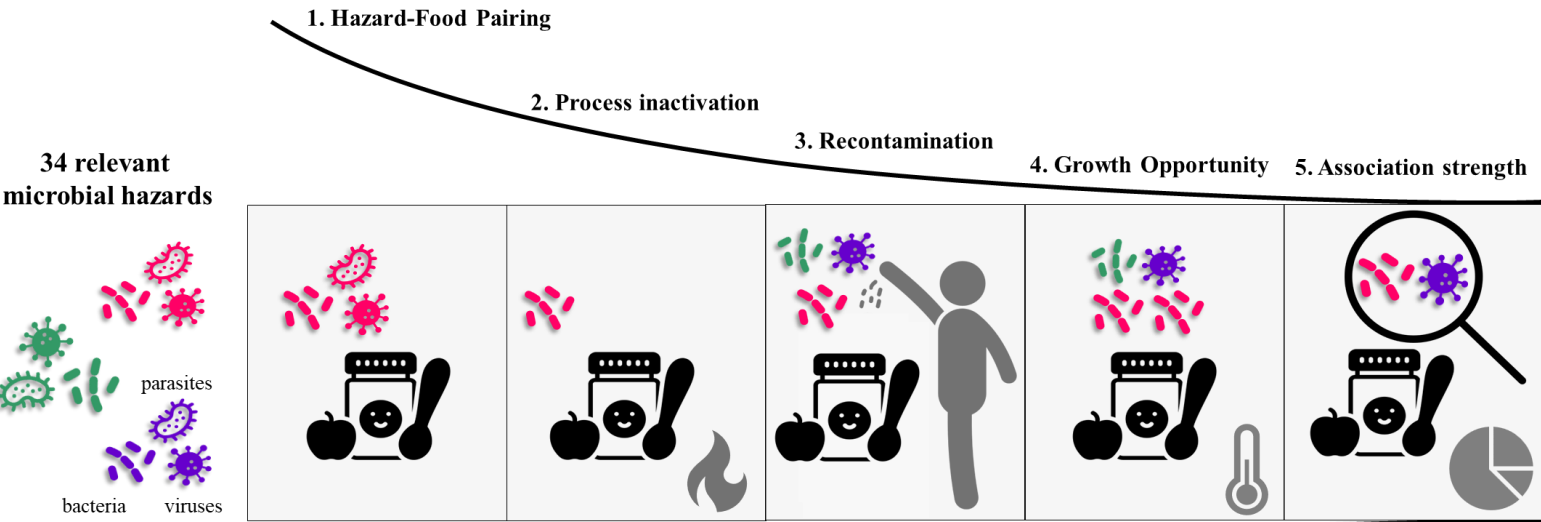 1. Hazard-Food Pairing
2. Process inactivation
3. Recontamination
4. Growth Opportunity
5. Association strength
34 relevant
microbial hazards
parasites
bacteria
viruses